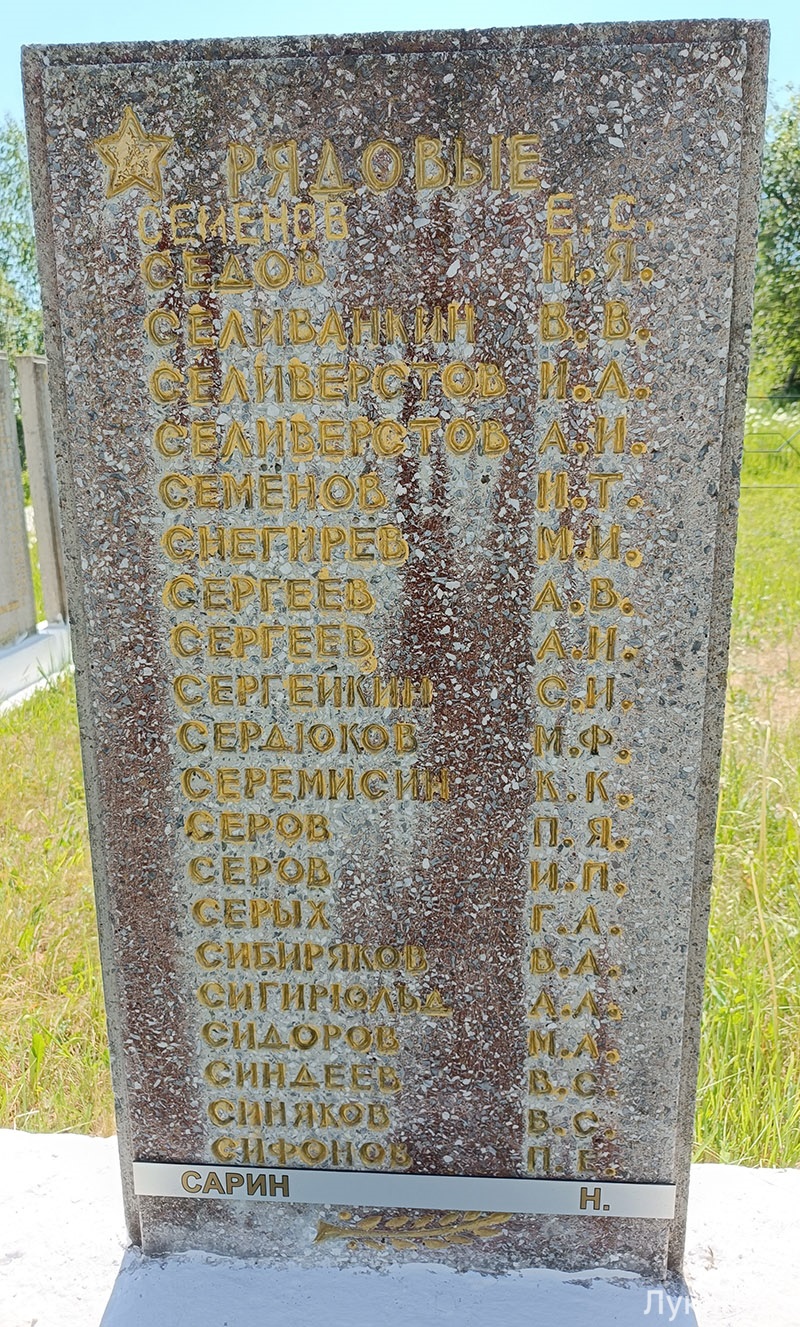 РЯДОВЫЕ
СЕМЕНОВ Е.С.
СЕДОВ Н.Я.
СЕЛИВАНКИН В.В.
СЕЛИВЕРСТОВ И.А.
СЕЛИВЕРСТОВ А.И.
СЕМЕНОВ И.Т.
СНЕГИРЕВ М.И.
СЕРГЕЕВ А.В.
СЕРГЕЕВ А.И.
СЕРГЕЙКИН С.И.
СЕРДЮКОВ М.Ф.
СЕРЕМИСИН К.К.
СЕРОВ П.Я.
СЕРОВ И.П.
СЕРЫХ Г.А.
СИБИРЯКОВ В.А.
СИГИРЮЛЬД А.А.
СИДОРОВ М.А.
СИНДЕЕВ В.С.
СИНЯКОВ В.С.
СИФОНОВ П.Е.
САРИН Н.